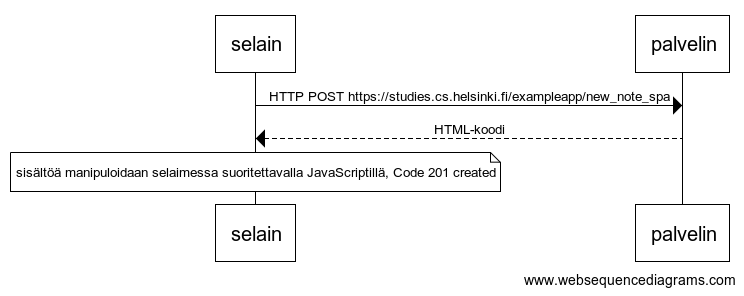 selain palvelin
HTTP POST https://studies.cs.helsinki.fi/exampleapp/new_note_spa
HTML-koodi
sisältöä manipuloidaan selaimessa suoritettavalla JavaScriptillä, Code 201 created
selain palvelin
www.websequencediagrams.com